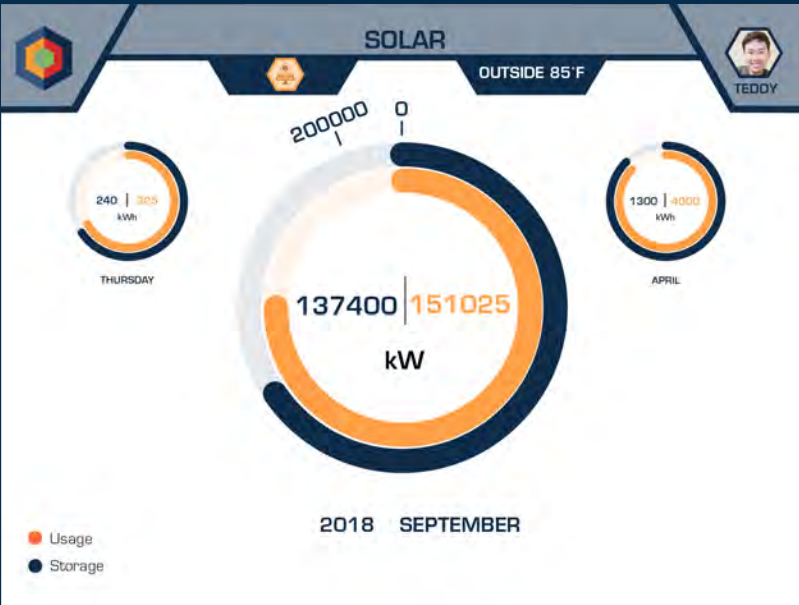 SOLAR
OUTSIDE 85°F
TEDDY
200000
0
240 | 325
kWh
THURSDAY
1300 | 4000
kWh
APRIL
137400 | 151025
kW
2018 SEPTEMBER
Usage
Storage